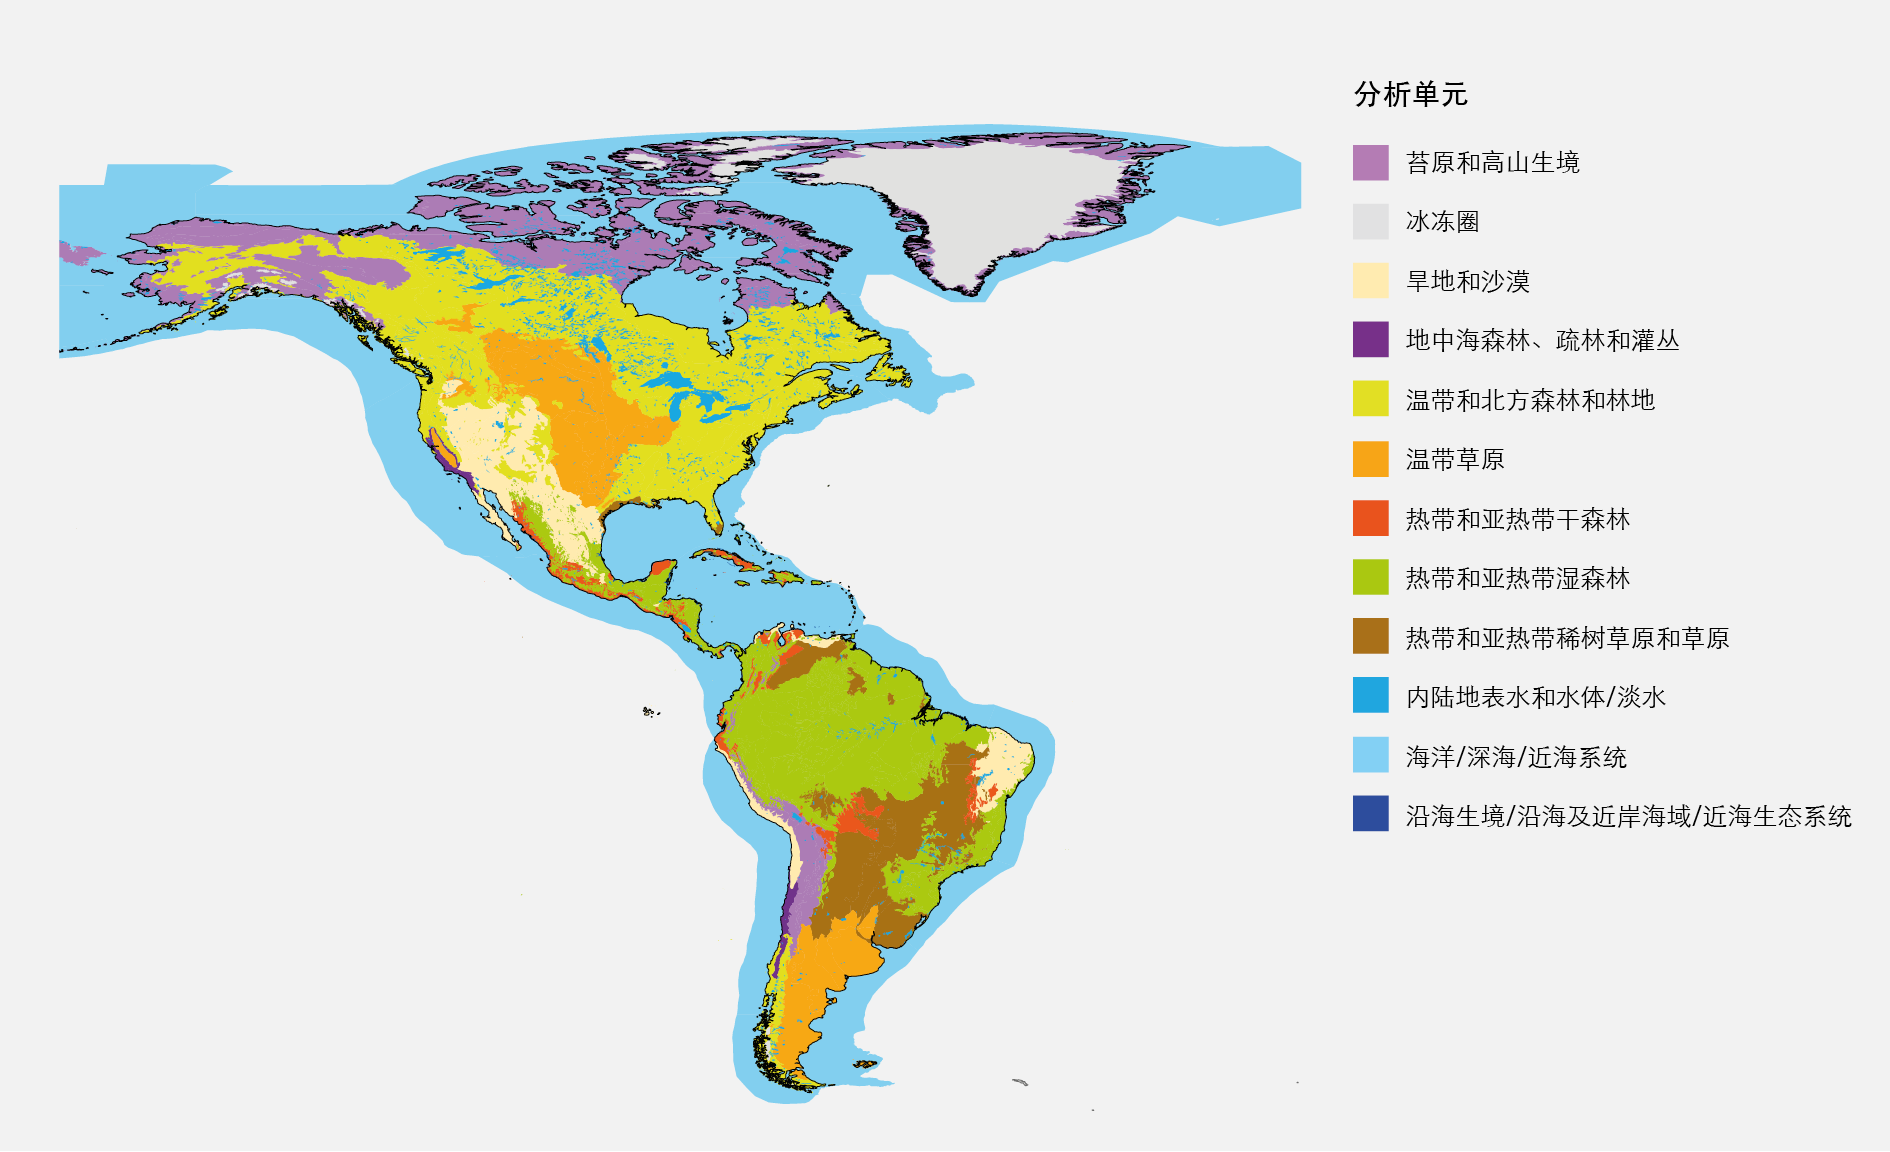 分析单元
苔原和高山生境
冰冻圈
旱地和沙漠
地中海森林、疏林和灌丛
温带和北方森林和林地
温带草原
热带和亚热带干森林
热带和亚热带湿森林
热带和亚热带稀树草原和草原
内陆地表水和水体/淡水
海洋/深海/近海系统
沿海生境/沿海及近岸海域/近海生态系统